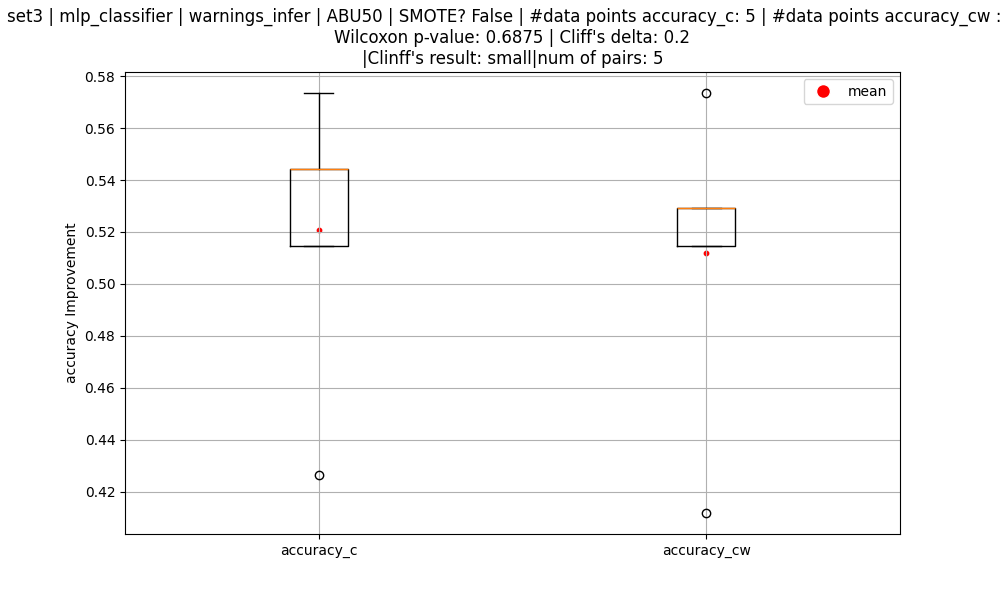 set3 | mlp_classifier | warnings_infer | ABU50 | SMOTE? False | #data points accuracy_c: 5 | #data points accuracy_cw :
Wilcoxon p-value: 0.6875 | Cliff's delta: 0.2
|Clinff's result: small|num of pairs: 5
mean
0.58
0.56
0.54
0.52
0.50
0.48
0.46
0.44
0.42
accuracy Improvement
accuracy_c
accuracy_cw